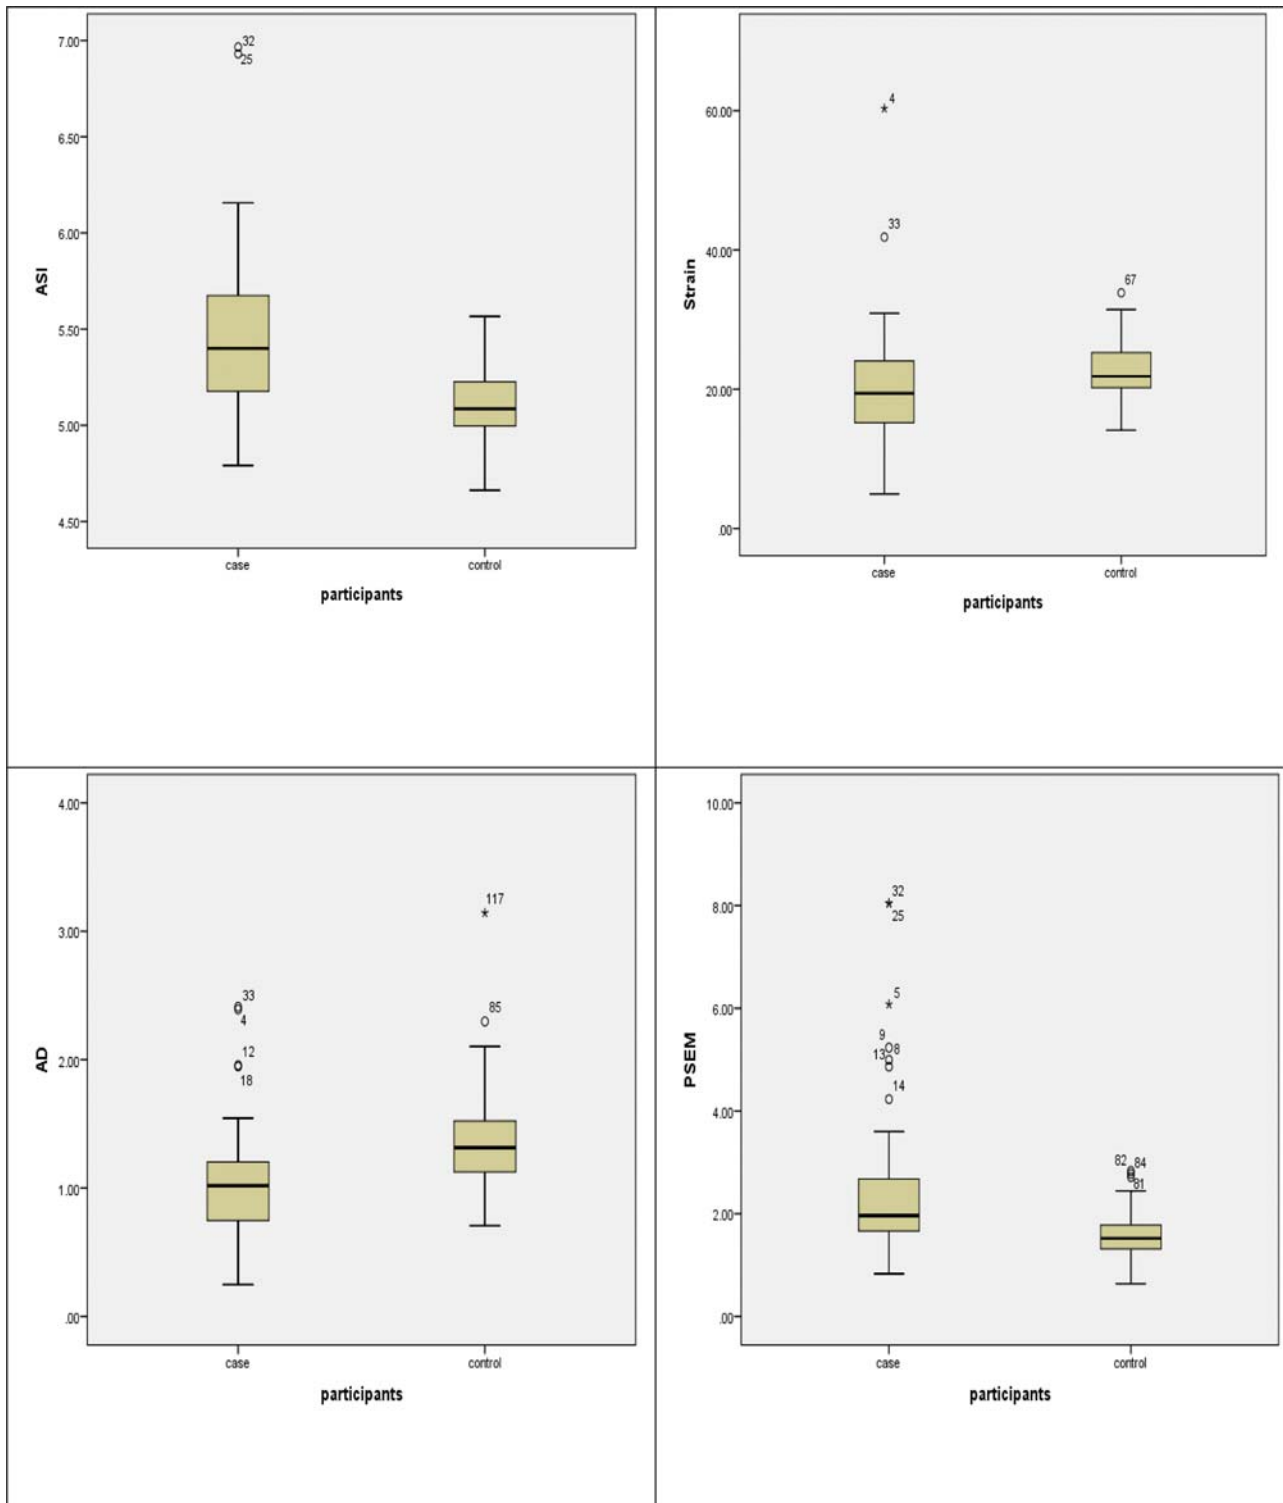 7.00
32
25
6.50
6.00
ASI
5.50
5.00
4.50
case
control
participants
60.00
4
33
40.00
Strain
67
20.00
.00
case
control
participants
4.00
117
3.00
33
85
4
2.00
12
18
AD
1.00
.00
case
control
participants
10.00
32
8.00
25
5
6.00
9
13 8
PSEM
14
4.00
82 84
81
2.00
.00
case
control
participants